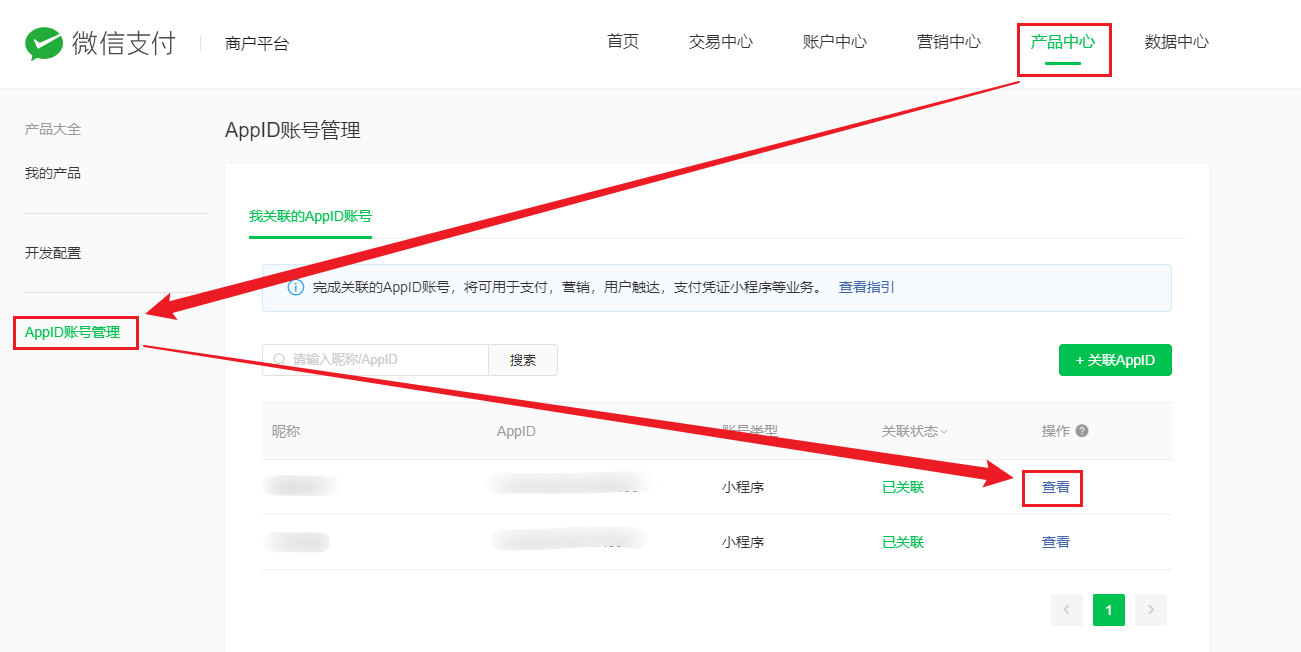 微信支付 商户平台 首页 交易中心 账户中心 营销中心 产品中心 数据中心
产品大全
我的产品
开发配置
AppID账号管理
AppID账号管理
我关联的AppID账号
完成关联的AppID账号，将可用于支付，营销，用户触达，支付凭证小程序等业务。 查看指引
请输入昵称/AppID 搜索 + 关联AppID
昵称 AppID 账号类型 关联状态 操作 ?
小程序 已关联 查看
小程序 已关联 查看
< 1 >